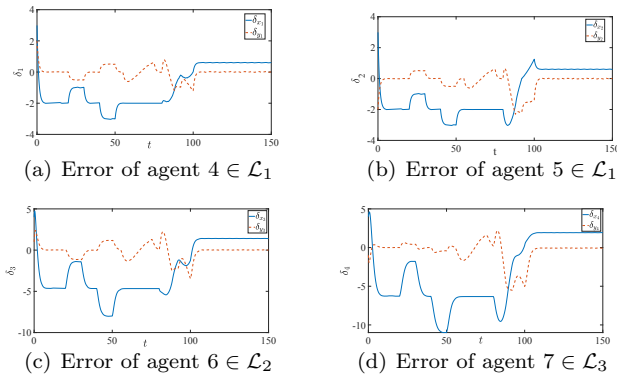 4
2
0
-2
-4
δ₁
δx₁
δy₁
0 50 100 150
t
(a) Error of agent 4 ∈ ℒ₁
4
2
0
-2
-4
δ₂
0 50 100 150
t
(b) Error of agent 5 ∈ ℒ₁
5
0
-5
-10
δ₃
0 50 100 150
t
(c) Error of agent 6 ∈ ℒ₂
5
0
-5
-10
δ₄
0 50 100 150
t
(d) Error of agent 7 ∈ ℒ₃